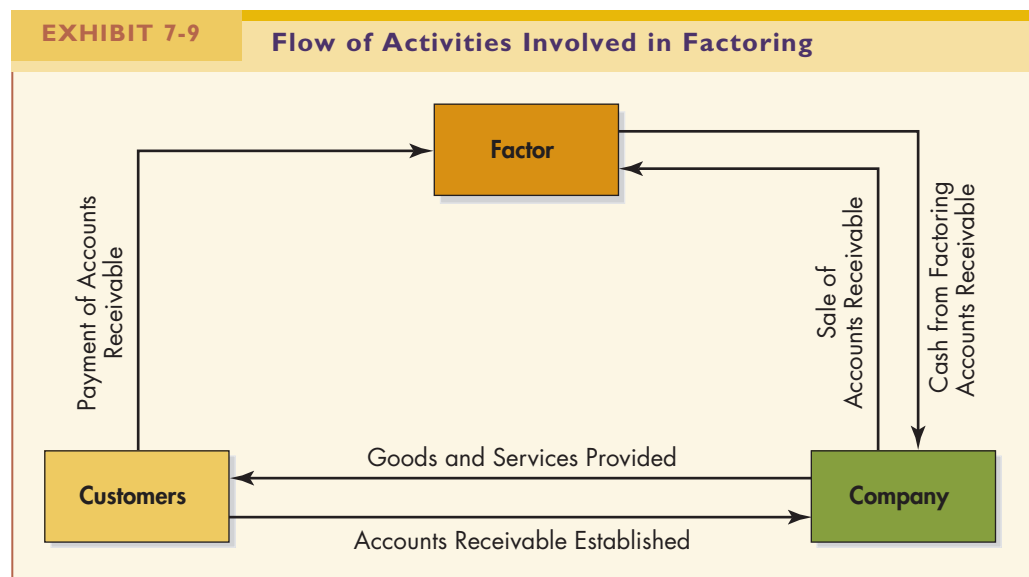 EXHIBIT 7-9
Flow of Activities Involved in Factoring
Factor
Payment of Accounts
Receivable
Sale of
Accounts Receivable
Cash from Factoring
Accounts Receivable
Goods and Services Provided
Customers
Company
Accounts Receivable Established